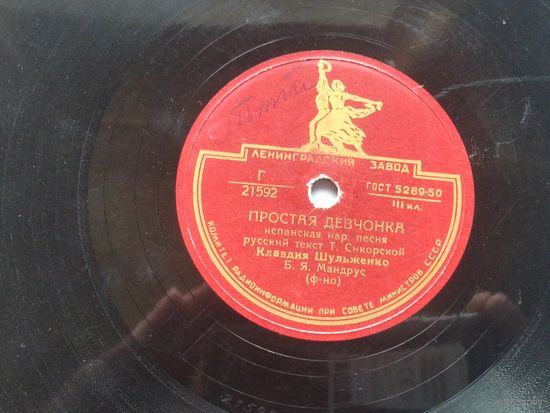 ЛЕНИНГРАДСКИЙ ЗАВОД
Г
21592
ГОСТ 5289-50
III кл.
ПРОСТАЯ ДЕВЧОНКА
испанская нар. песня
русский текст Т. Сикорской
Клавдия Шульженко
Б. Я. Мандрус
(ф-но)
КОМИТЕТ РАДИОИНФОРМАЦИИ ПРИ СОВЕТЕ МИНИСТРОВ СССР